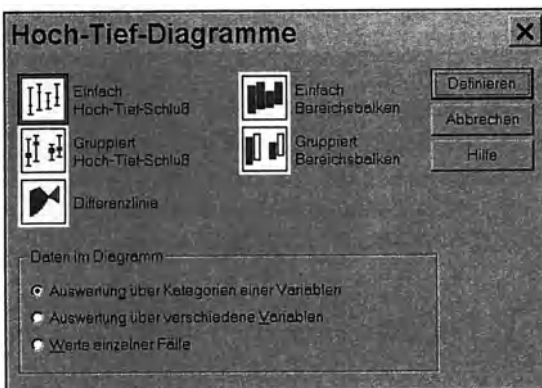 Hoch-Tief-Diagramme
Einfach
Hoch-Tief-Schluß
Gruppiert
Hoch-Tief-Schluß
Differenzlinie
Einfach
Bereichsbalken
Gruppiert
Bereichsbalken
Definieren
Abbrechen
Hilfe
Daten im Diagramm
Auswertung über Kategorien einer Variablen
Auswertung über verschiedene Variablen
Werte einzelner Fälle